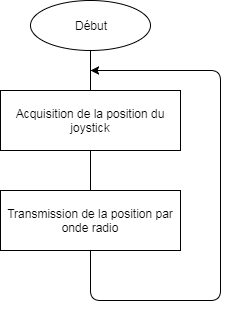 Début
Acquisition de la position du
joystick
Transmission de la position par
onde radio